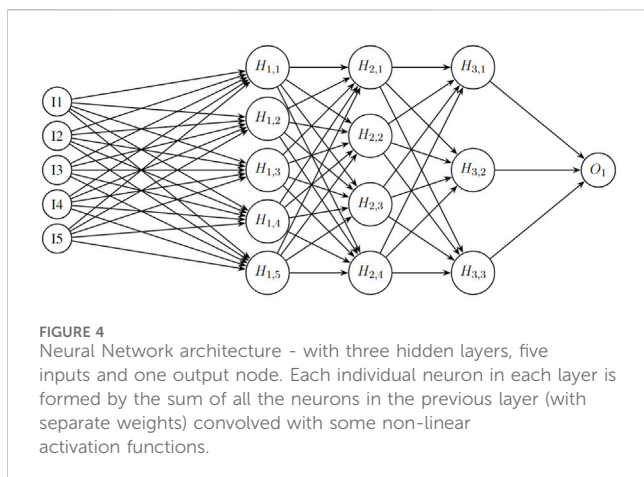 I1
I2
I3
I4
I5
H1,1
H1,2
H1,3
H1,4
H1,5
H2,1
H2,2
H2,3
H2,4
H3,1
H3,2
H3,3
O1
FIGURE 4
Neural Network architecture - with three hidden layers, five
inputs and one output node. Each individual neuron in each layer is
formed by the sum of all the neurons in the previous layer (with
separate weights) convolved with some non-linear
activation functions.